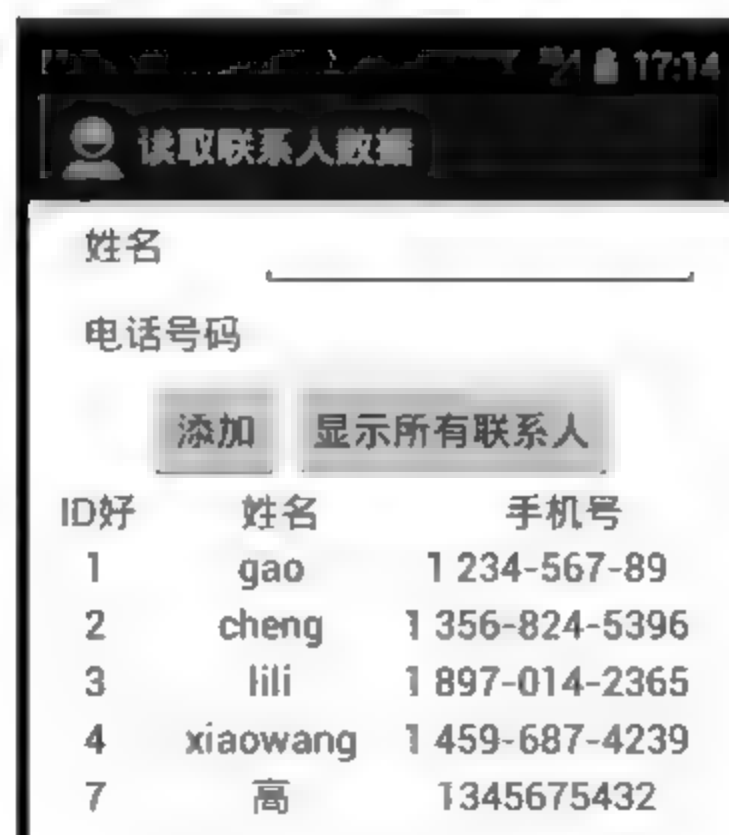 17:14
读取联系人数据
姓名
电话号码
添加 显示所有联系人
ID好 姓名 手机号
1 gao 1 234-567-89
2 cheng 1 356-824-5396
3 lili 1 897-014-2365
4 xiaowang 1 459-687-4239
7 高 1345675432